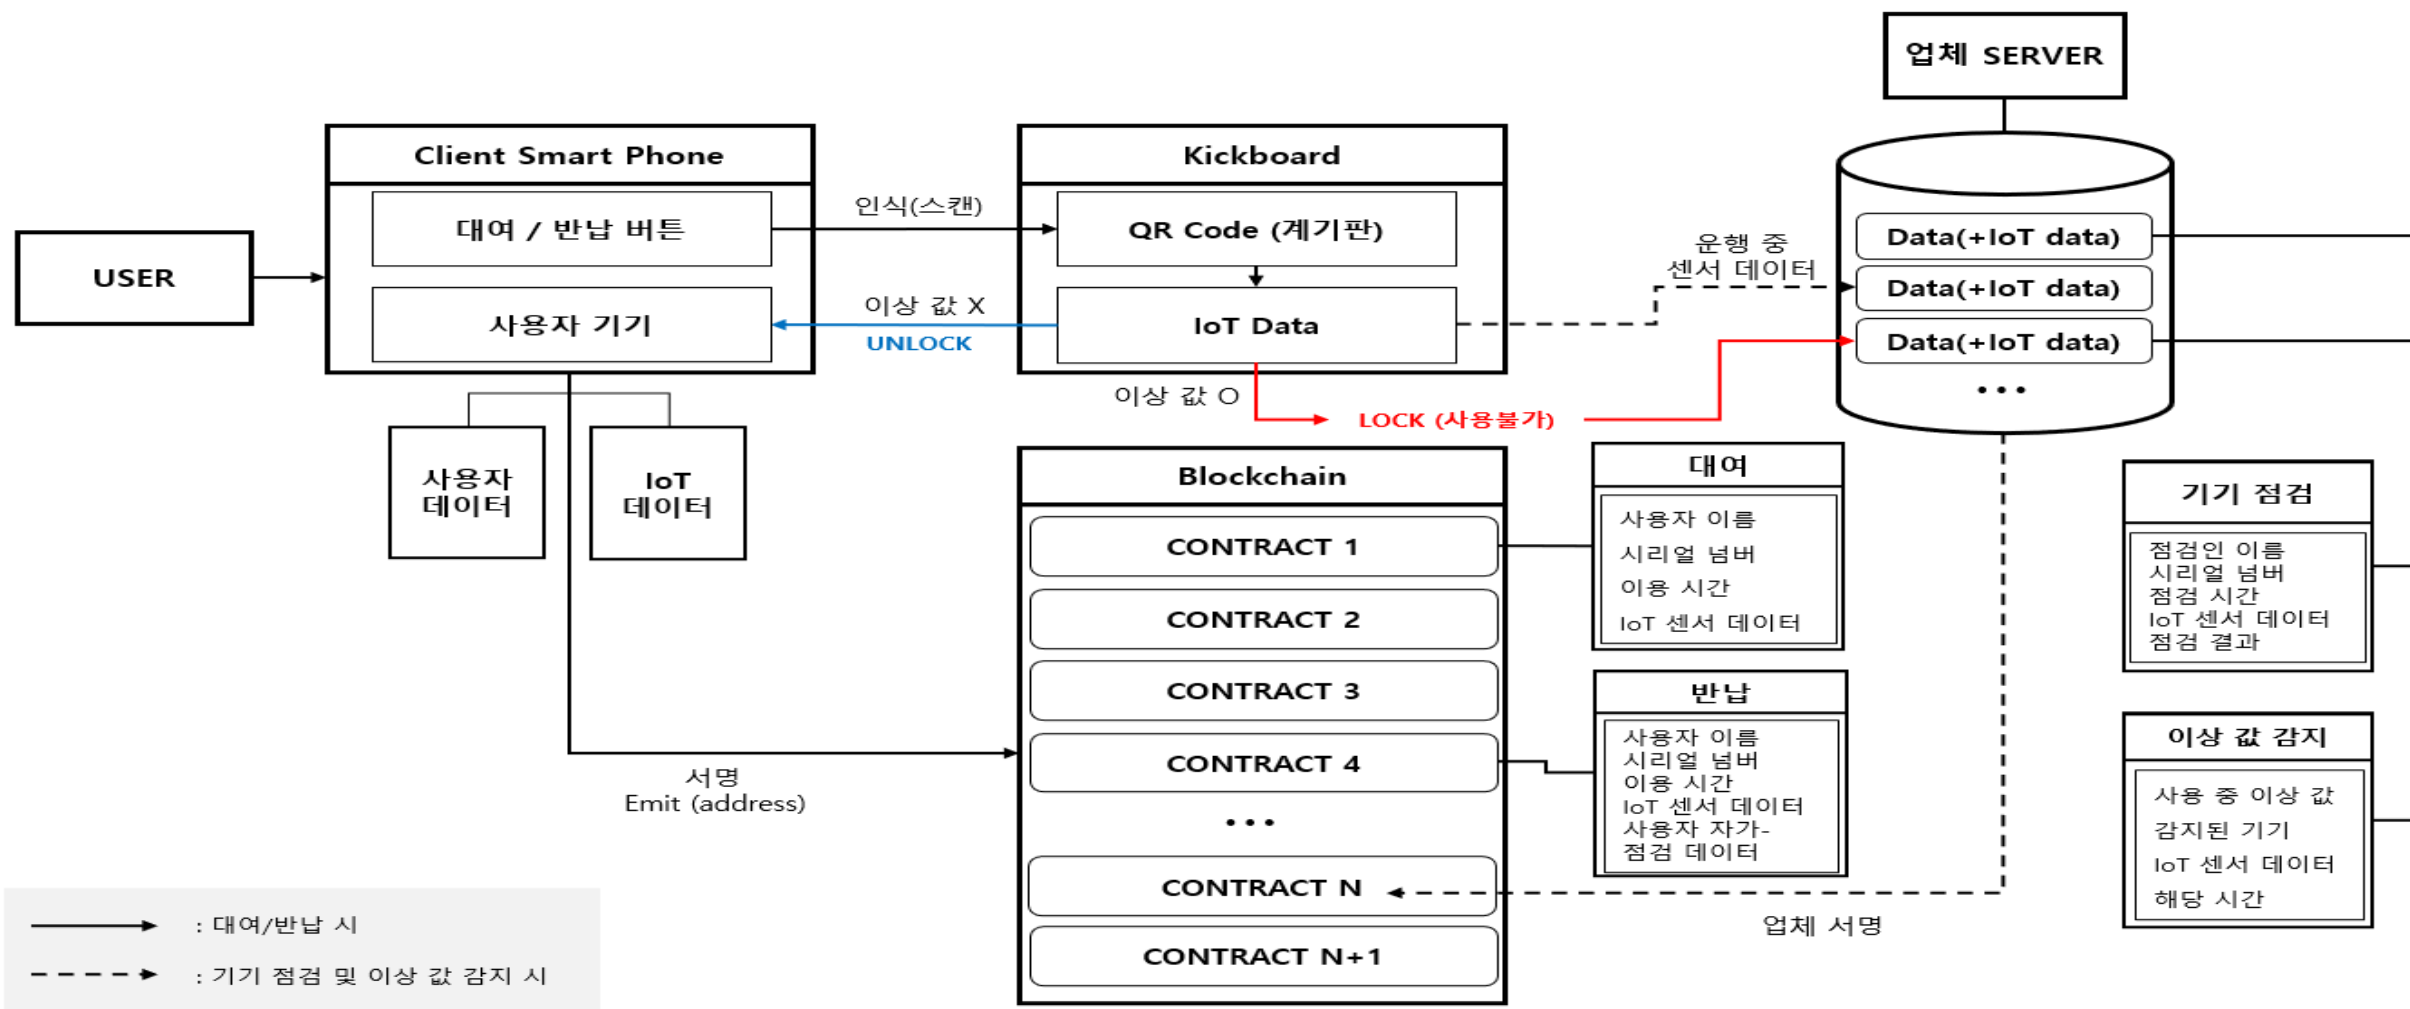 업체 SERVER
Client Smart Phone
대여 / 반납 버튼
사용자 기기
USER
인식(스캔)
이상 값 X
UNLOCK
Kickboard
QR Code (계기판)
IoT Data
이상 값 O
LOCK (사용불가)
운행 중
센서 데이터
Data(+IoT data)
Data(+IoT data)
Data(+IoT data)
• • •
사용자
데이터
IoT
데이터
서명
Emit (address)
Blockchain
CONTRACT 1
CONTRACT 2
CONTRACT 3
CONTRACT 4
• • •
CONTRACT N
CONTRACT N+1
대여
사용자 이름
시리얼 넘버
이용 시간
IoT 센서 데이터
반납
사용자 이름
시리얼 넘버
이용 시간
IoT 센서 데이터
사용자 자가-
점검 데이터
업체 서명
기기 점검
점검인 이름
시리얼 넘버
점검 시간
IoT 센서 데이터
점검 결과
이상 값 감지
사용 중 이상 값
감지된 기기
IoT 센서 데이터
해당 시간
: 대여/반납 시
: 기기 점검 및 이상 값 감지 시